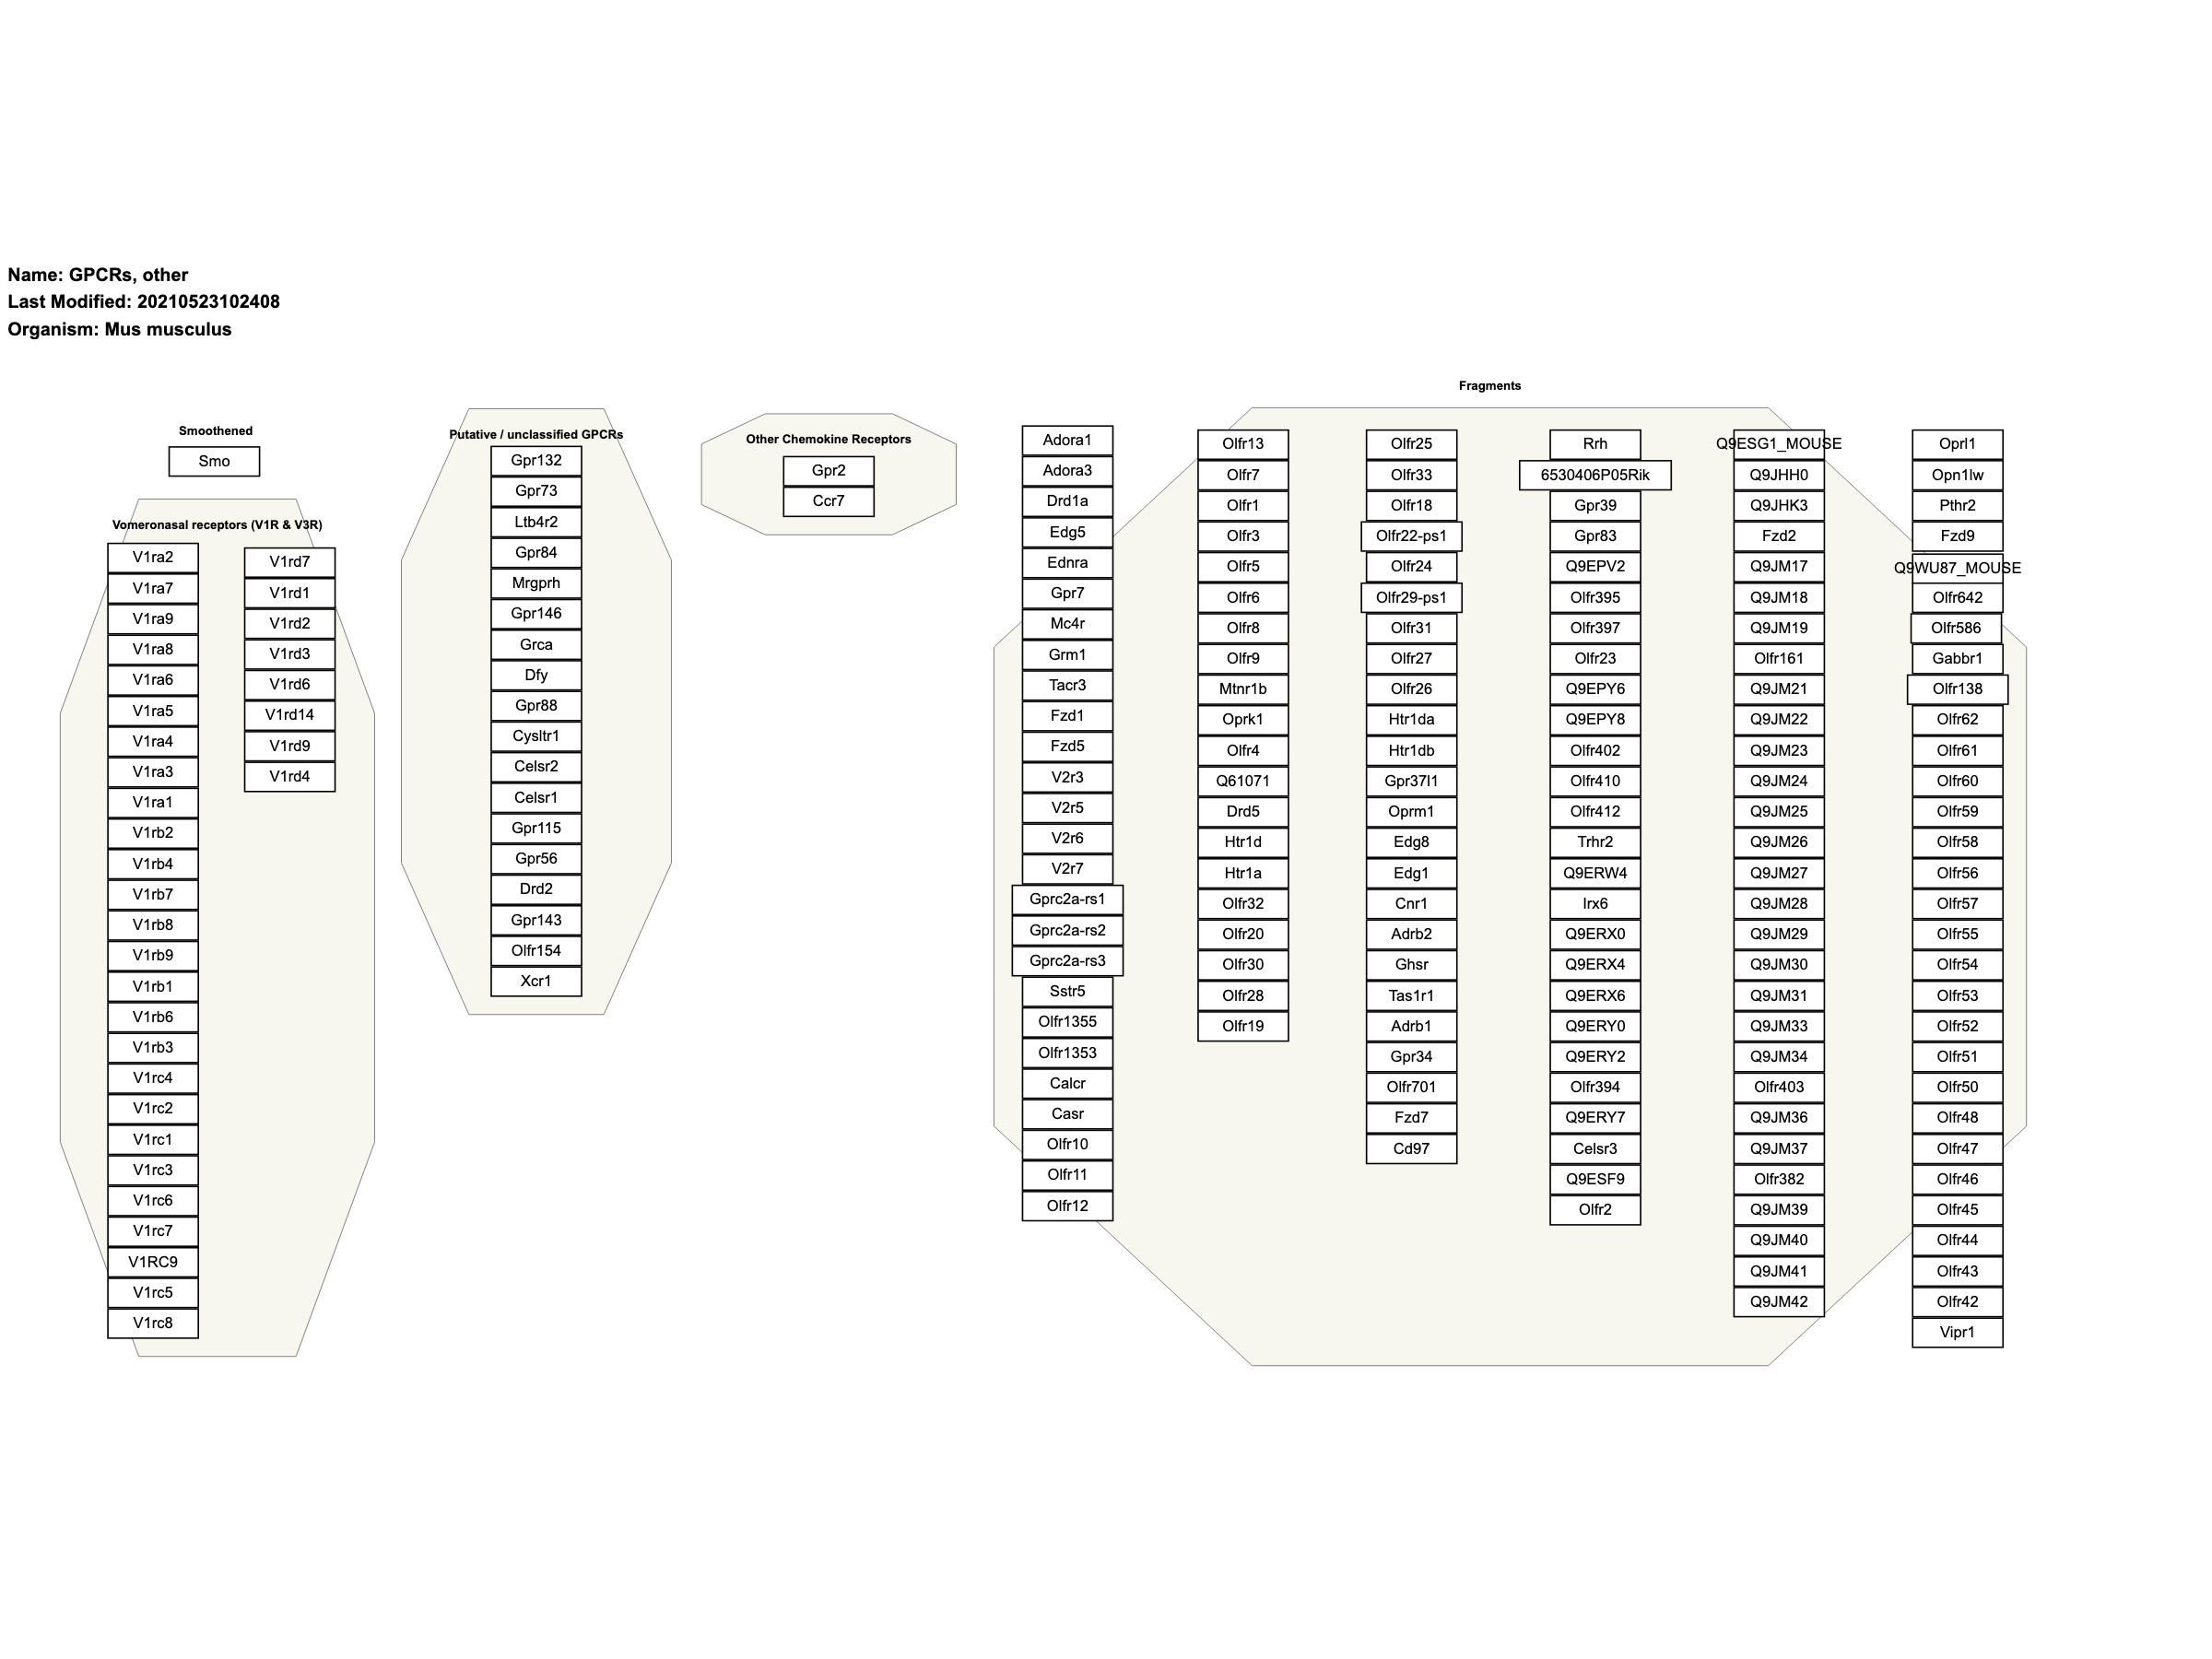 Name: GPCRs, other
Last Modified: 20210523102408
Organism: Mus musculus
Smoothened
Smo
Vomeronasal receptors (V1R & V3R)
V1ra2
V1ra7
V1ra9
V1ra8
V1ra6
V1ra5
V1ra4
V1ra3
V1ra1
V1rb2
V1rb4
V1rb7
V1rb8
V1rb9
V1rb1
V1rb6
V1rb3
V1rc4
V1rc2
V1rc1
V1rc3
V1rc6
V1rc7
V1RC9
V1rc5
V1rc8
V1rd7
V1rd1
V1rd2
V1rd3
V1rd6
V1rd14
V1rd9
V1rd4
Putative / unclassified GPCRs
Gpr132
Gpr73
Ltb4r2
Gpr84
Mrgprh
Gpr146
Grca
Dfy
Gpr88
Cysltr1
Celsr2
Celsr1
Gpr115
Gpr56
Drd2
Gpr143
Olfr154
Xcr1
Other Chemokine Receptors
Gpr2
Ccr7
Fragments
Adora1
Adora3
Drd1a
Edg5
Ednra
Gpr7
Mc4r
Grm1
Tacr3
Fzd1
Fzd5
V2r3
V2r5
V2r6
V2r7
Gprc2a-rs1
Gprc2a-rs2
Gprc2a-rs3
Sstr5
Olfr1355
Olfr1353
Calcr
Casr
Olfr10
Olfr11
Olfr12
Olfr13
Olfr7
Olfr1
Olfr3
Olfr5
Olfr6
Olfr8
Olfr9
Mtnr1b
Oprk1
Olfr4
Q61071
Drd5
Htr1d
Htr1a
Olfr32
Olfr20
Olfr30
Olfr28
Olfr19
Olfr25
Olfr33
Olfr18
Olfr22-ps1
Olfr24
Olfr29-ps1
Olfr31
Olfr27
Olfr26
Htr1da
Htr1db
Gpr37l1
Oprm1
Edg8
Edg1
Cnr1
Adrb2
Ghsr
Tas1r1
Adrb1
Gpr34
Olfr701
Fzd7
Cd97
Rrh
6530406P05Rik
Gpr39
Gpr83
Q9EPV2
Olfr395
Olfr397
Olfr23
Q9EPY6
Q9EPY8
Olfr402
Olfr410
Olfr412
Trhr2
Q9ERW4
Irx6
Q9ERX0
Q9ERX4
Q9ERX6
Q9ERY0
Q9ERY2
Olfr394
Q9ERY7
Celsr3
Q9ESF9
Olfr2
Q9ESG1_MOUSE
Q9JHH0
Q9JHK3
Fzd2
Q9JM17
Q9JM18
Q9JM19
Olfr161
Q9JM21
Q9JM22
Q9JM23
Q9JM24
Q9JM25
Q9JM26
Q9JM27
Q9JM28
Q9JM29
Q9JM30
Q9JM31
Q9JM33
Q9JM34
Olfr403
Q9JM36
Q9JM37
Olfr382
Q9JM39
Q9JM40
Q9JM41
Q9JM42
Oprl1
Opn1lw
Pthr2
Fzd9
Q9WU87_MOUSE
Olfr642
Olfr586
Gabbr1
Olfr138
Olfr62
Olfr61
Olfr60
Olfr59
Olfr58
Olfr56
Olfr57
Olfr55
Olfr54
Olfr53
Olfr52
Olfr51
Olfr50
Olfr48
Olfr47
Olfr46
Olfr45
Olfr44
Olfr43
Olfr42
Vipr1